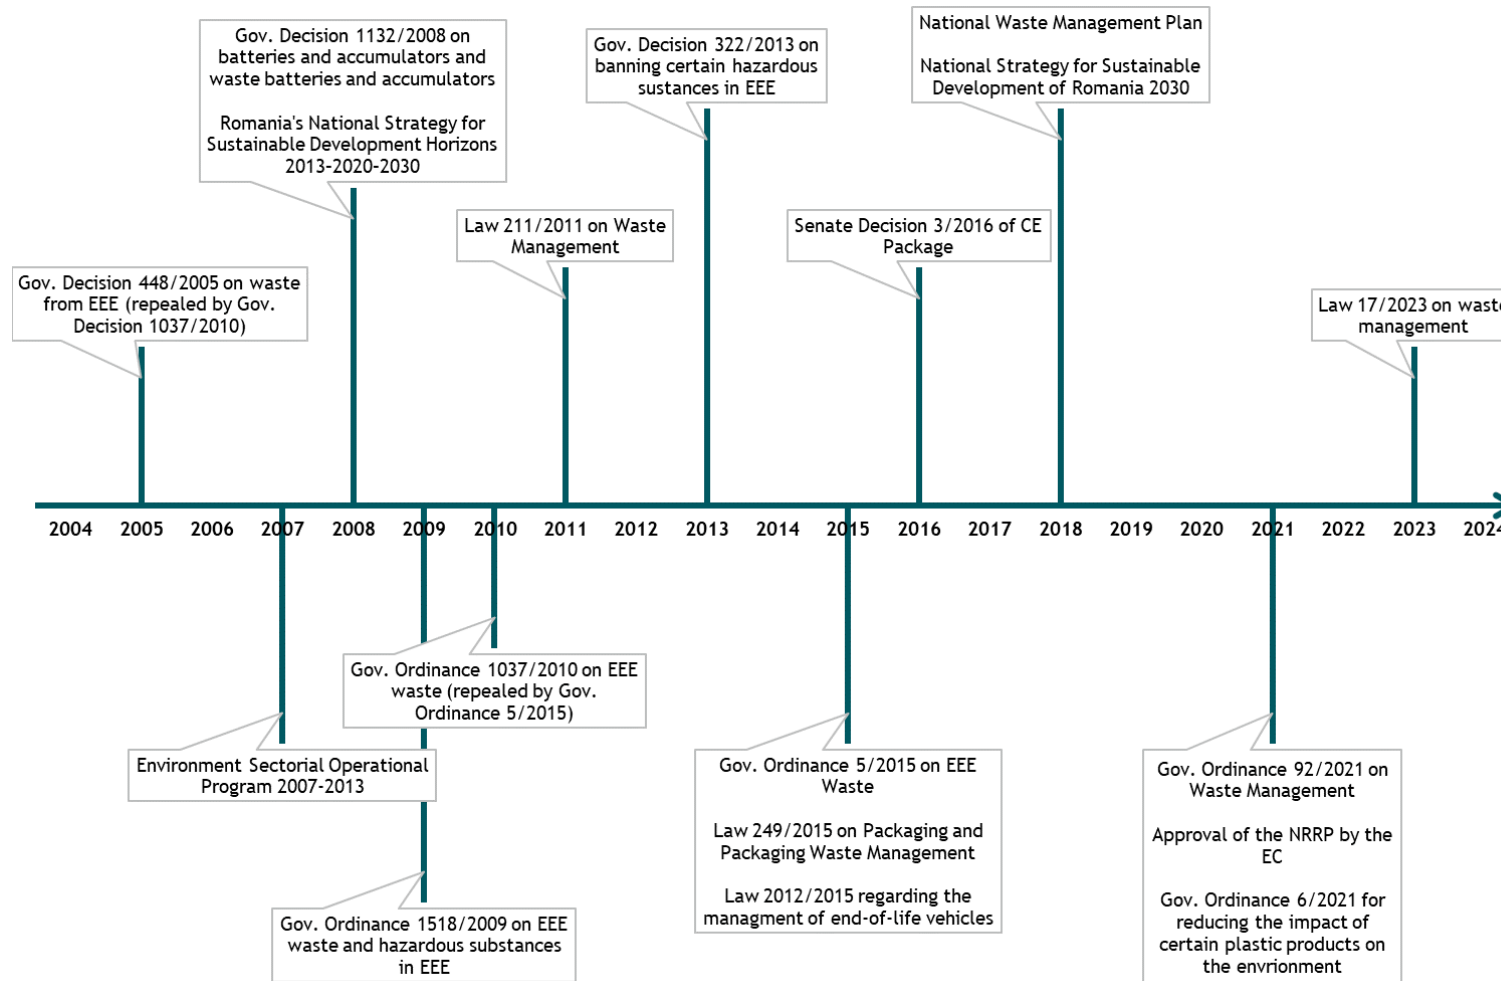 Gov. Decision 1132/2008 on
batteries and accumulators and
waste batteries and accumulators
Romania's National Strategy for
Sustainable Development Horizons
2013-2020-2030
Gov. Decision 322/2013 on
banning certain hazardous
sustances in EEE
National Waste Management Plan
National Strategy for Sustainable
Development of Romania 2030
Law 211/2011 on Waste
Management
Senate Decision 3/2016 of CE
Package
Gov. Decision 448/2005 on waste
from EEE (repealed by Gov.
Decision 1037/2010)
Law 17/2023 on waste
management
2004 2005 2006 2007 2008 2009 2010 2011 2012 2013 2014 2015 2016 2017 2018 2019 2020 2021 2022 2023 2024
Gov. Ordinance 1037/2010 on EEE
waste (repealed by Gov.
Ordinance 5/2015)
Environment Sectorial Operational
Program 2007-2013
Gov. Ordinance 1518/2009 on EEE
waste and hazardous substances
in EEE
Gov. Ordinance 5/2015 on EEE
Waste
Law 249/2015 on Packaging and
Packaging Waste Management
Law 2012/2015 regarding the
managment of end-of-life vehicles
Gov. Ordinance 92/2021 on
Waste Management
Approval of the NRRP by the
EC
Gov. Ordinance 6/2021 for
reducing the impact of
certain plastic products on
the envrionment